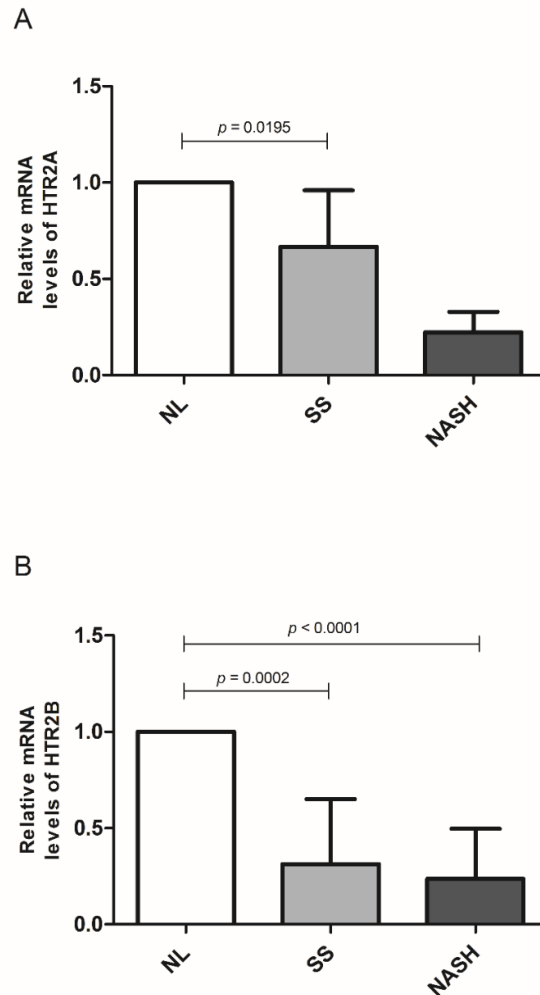 A
Relative mRNA
levels of HTR2A
1.5
1.0
0.5
0.0
p = 0.0195
NL
SS
NASH
B
Relative mRNA
levels of HTR2B
1.5
1.0
0.5
0.0
p < 0.0001
p = 0.0002
NL
SS
NASH